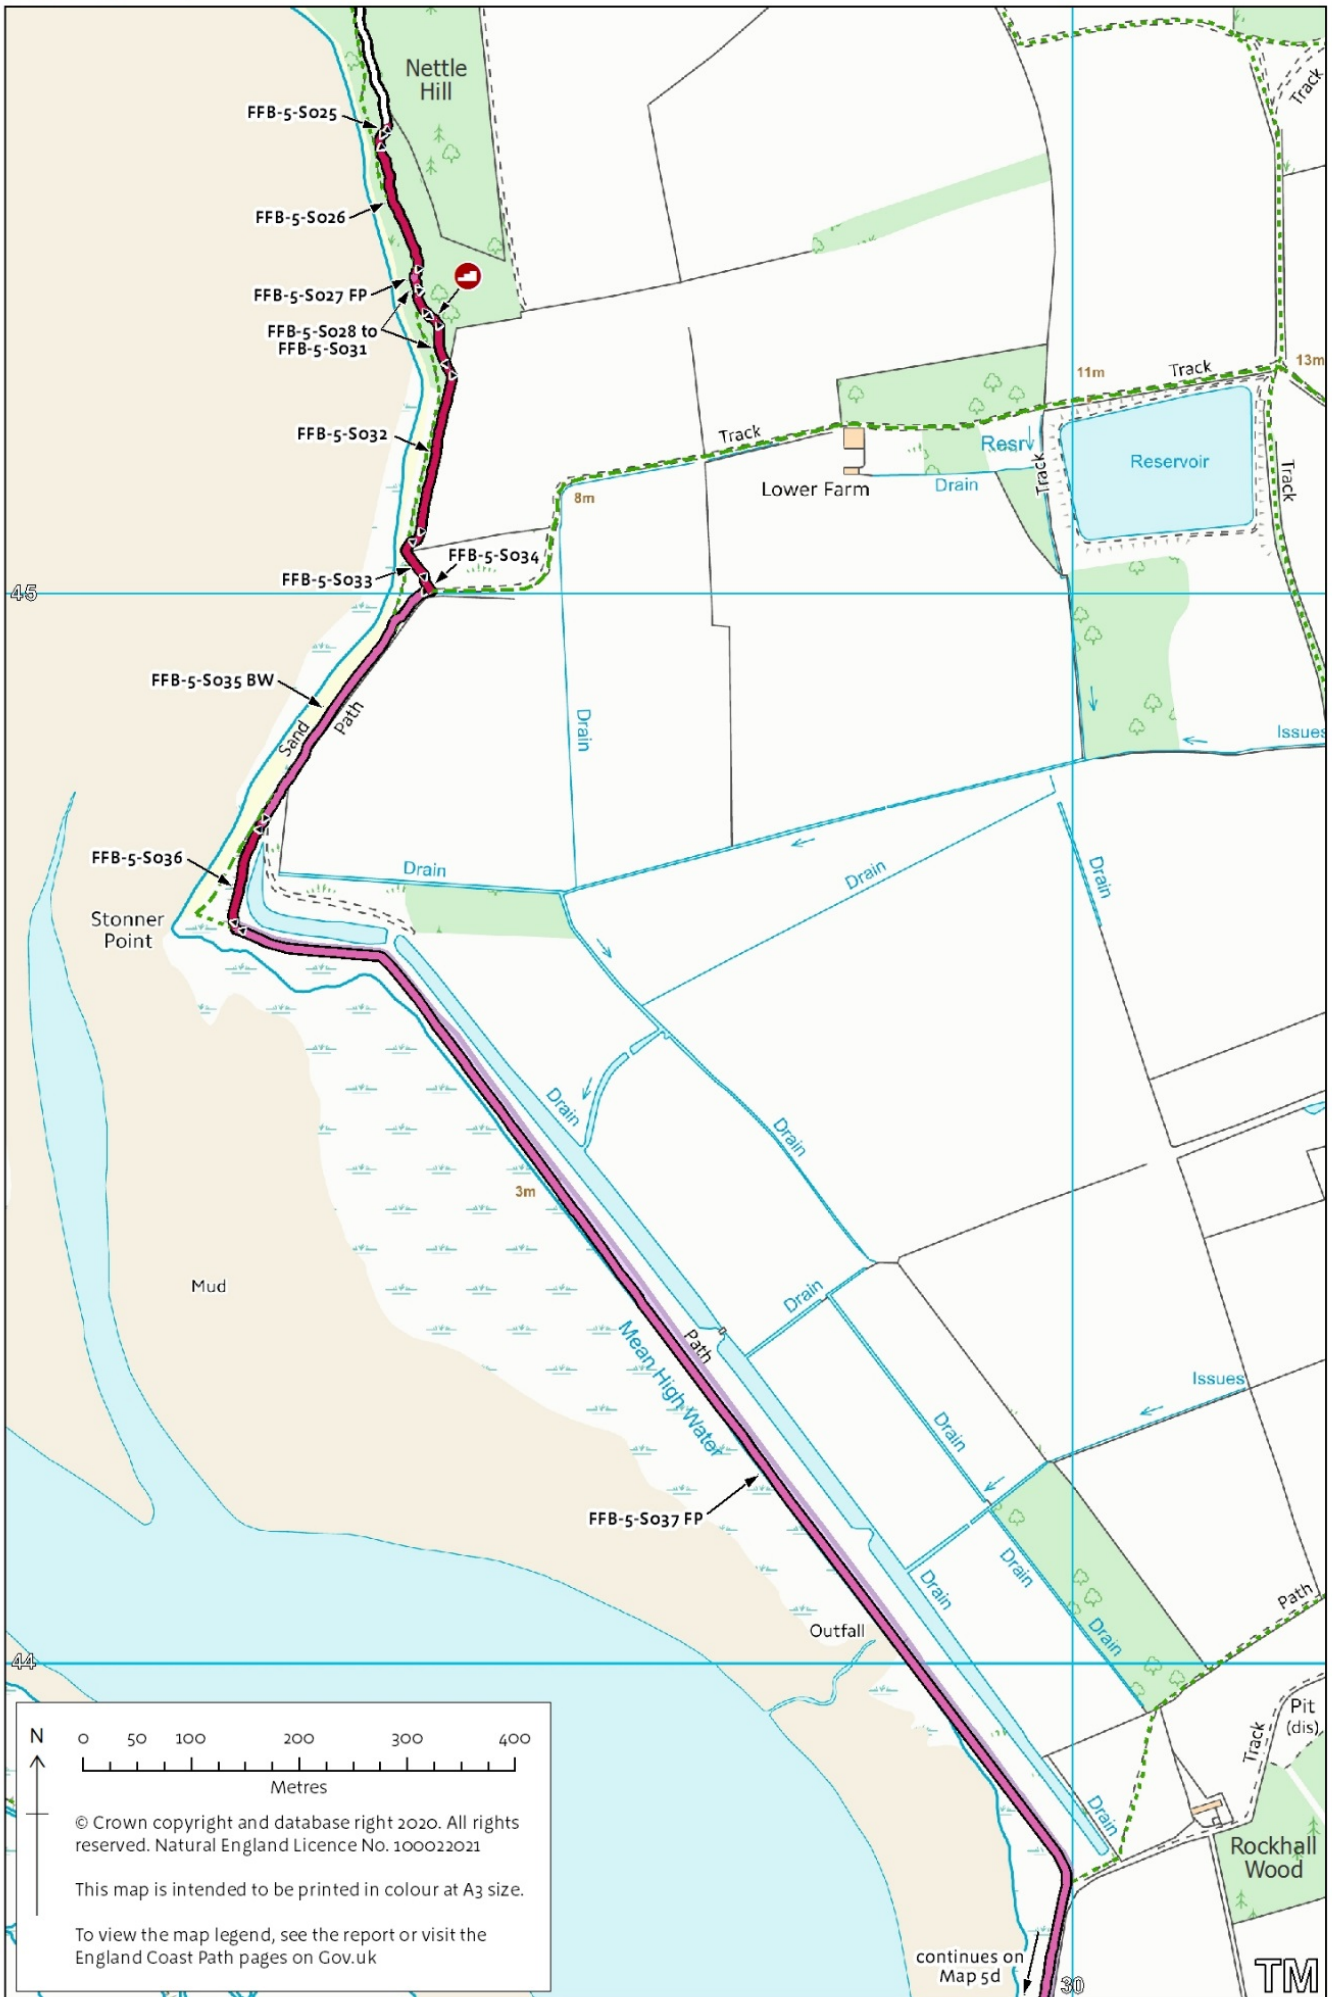 Nettle
Hill
Track
FFB-5-S025
FFB-5-S026
FFB-5-S027 FP
FFB-5-S028 to
FFB-5-S031
11m
Track
13m
FFB-5-S032
Track
Resr
Reservoir
Track
Track
Lower Farm
Drain
8m
FFB-5-S034
FFB-5-S033
45
FFB-5-S035 BW
Sand
Path
Drain
Issues
FFB-5-S036
Drain
Drain
Drain
Stonner
Point
Drain
Drain
3m
Mud
Drain
Path
Mean High Water
Issues
Drain
FFB-5-S037 FP
Drain
Drain
Drain
Path
Outfall
44
Pit
(dis)
Track
Drain
Rockhall
Wood
N
0 50 100 200 300 400
Metres
© Crown copyright and database right 2020. All rights
reserved. Natural England Licence No. 100022021
This map is intended to be printed in colour at A3 size.
To view the map legend, see the report or visit the
England Coast Path pages on Gov.uk
continues on
Map 5d
30
TM